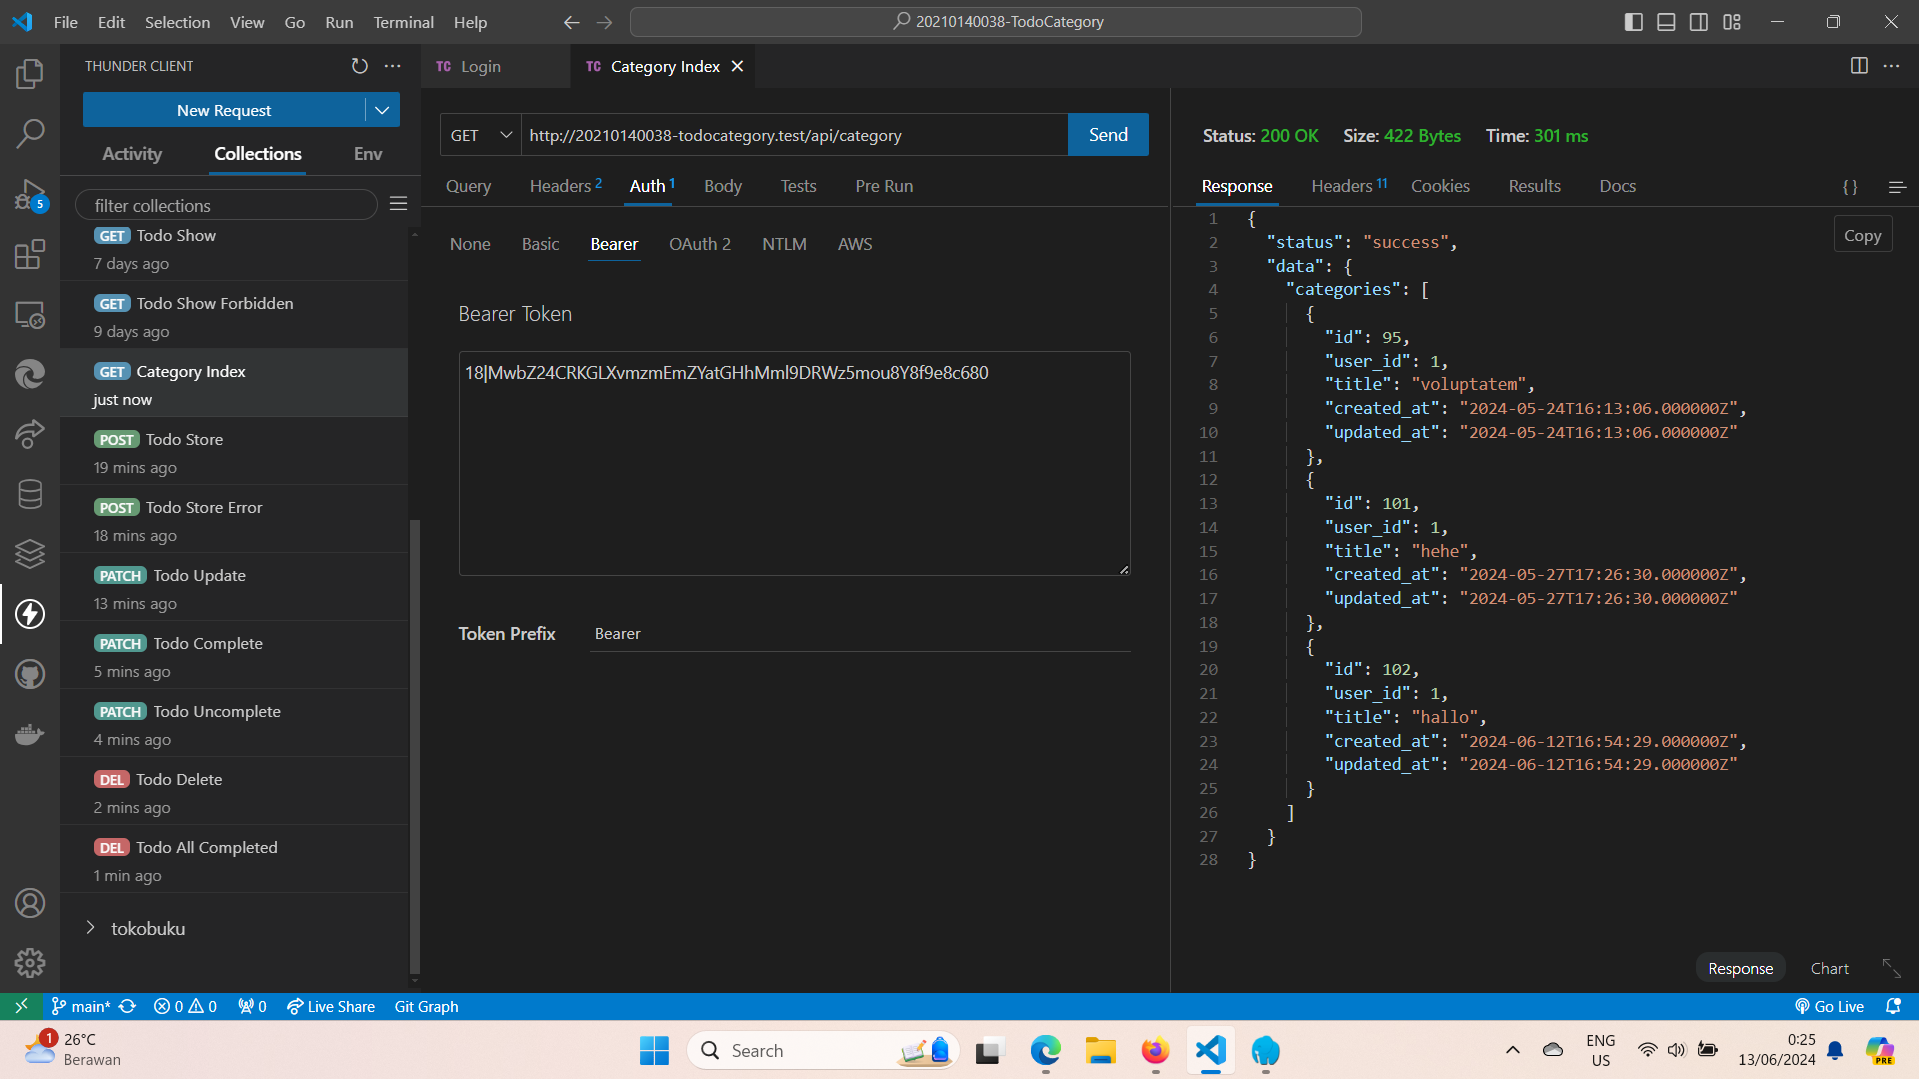 File Edit Selection View Go Run Terminal Help
20210140038-TodoCategory
THUNDER CLIENT
New Request
Activity Collections Env
filter collections
GET Todo Show
7 days ago
GET Todo Show Forbidden
9 days ago
GET Category Index
just now
POST Todo Store
19 mins ago
POST Todo Store Error
18 mins ago
PATCH Todo Update
13 mins ago
PATCH Todo Complete
5 mins ago
PATCH Todo Uncomplete
4 mins ago
DEL Todo Delete
2 mins ago
DEL Todo All Completed
1 min ago
tokobuku
5
TC Login
TC Category Index
GET http://20210140038-todocategory.test/api/category Send
Query Headers 2 Auth 1 Body Tests Pre Run
None Basic Bearer OAuth 2 NTLM AWS
Bearer Token
18|MwbZ24CRKGLXvmzmEmZYatGHhMml9DRWz5mou8Y8f9e8c680
Token Prefix Bearer
Status: 200 OK Size: 422 Bytes Time: 301 ms
Response Headers 11 Cookies Results Docs { }
Copy
1 {
2 "status": "success",
3 "data": {
4 "categories": [
5 {
6 "id": 95,
7 "user_id": 1,
8 "title": "voluptatem",
9 "created_at": "2024-05-24T16:13:06.000000Z",
10 "updated_at": "2024-05-24T16:13:06.000000Z"
11 },
12 {
13 "id": 101,
14 "user_id": 1,
15 "title": "hehe",
16 "created_at": "2024-05-27T17:26:30.000000Z",
17 "updated_at": "2024-05-27T17:26:30.000000Z"
18 },
19 {
20 "id": 102,
21 "user_id": 1,
22 "title": "hallo",
23 "created_at": "2024-06-12T16:54:29.000000Z",
24 "updated_at": "2024-06-12T16:54:29.000000Z"
25 }
26 ]
27 }
28 }
Response Chart
main* 0 0 0 Live Share Git Graph Go Live
1
26°C
Berawan
Search
ENG
US
0:25
13/06/2024
PRE